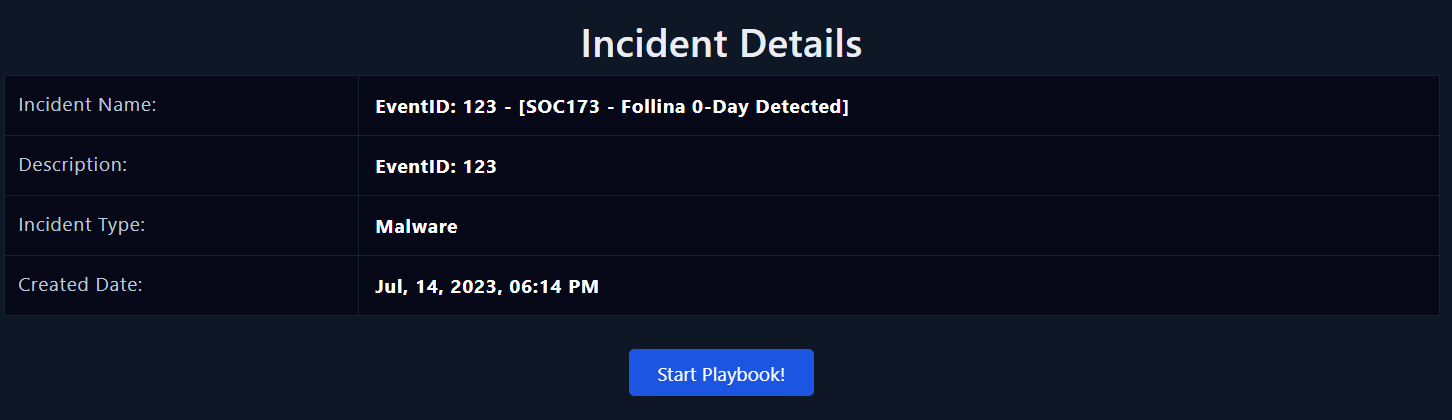 Incident Details
Incident Name: EventID: 123 - [SOC173 - Follina 0-Day Detected]
Description: EventID: 123
Incident Type: Malware
Created Date: Jul, 14, 2023, 06:14 PM
Start Playbook!